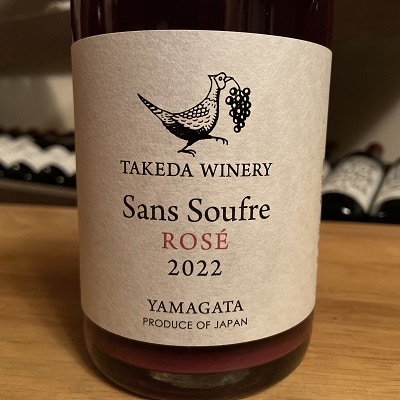 TAKEDA WINERY
Sans Soufre
ROSÉ
2022
YAMAGATA
PRODUCE OF JAPAN